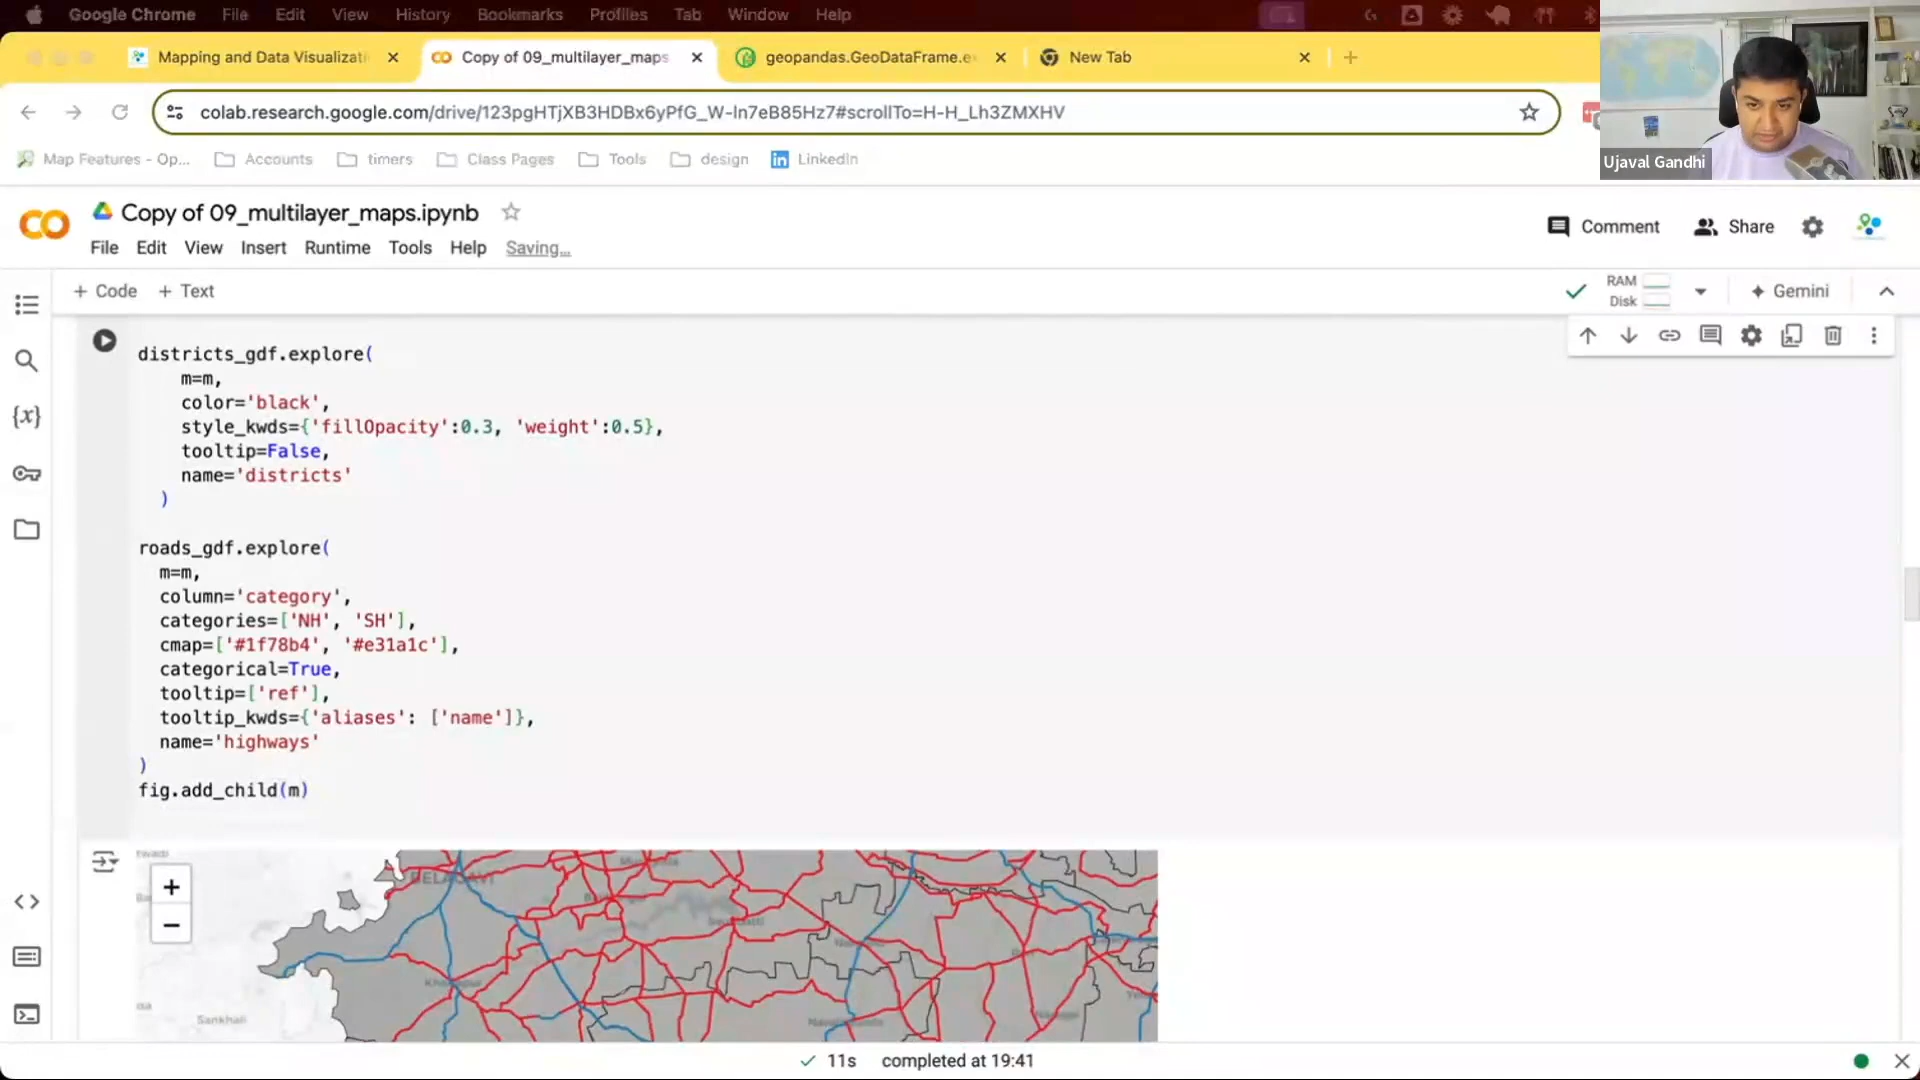 Google Chrome File Edit View History Bookmarks Profiles Tab Window Help
Mapping and Data Visualizati
Copy of 09_multilayer_maps
geopandas.GeoDataFrame.e
New Tab
colab.research.google.com/drive/123pgHTjXB3HDBx6yPfG_W-ln7eB85Hz7#scrollTo=H-H_Lh3ZMXHV
Map Features - Op... Accounts timers Class Pages Tools design LinkedIn
Ujaval Gandhi
Copy of 09_multilayer_maps.ipynb
Comment Share
File Edit View Insert Runtime Tools Help Saving...
+ Code + Text
RAM
Disk
Gemini
districts_gdf.explore(
m=m,
color='black',
style_kwds={'fillOpacity':0.3, 'weight':0.5},
tooltip=False,
name='districts'
)
roads_gdf.explore(
m=m,
column='category',
categories=['NH', 'SH'],
cmap=['#1f78b4', '#e31a1c'],
categorical=True,
tooltip=['ref'],
tooltip_kwds={'aliases': ['name']},
name='highways'
)
fig.add_child(m)
+
−
BELAGAVI
Sankhali
11s completed at 19:41